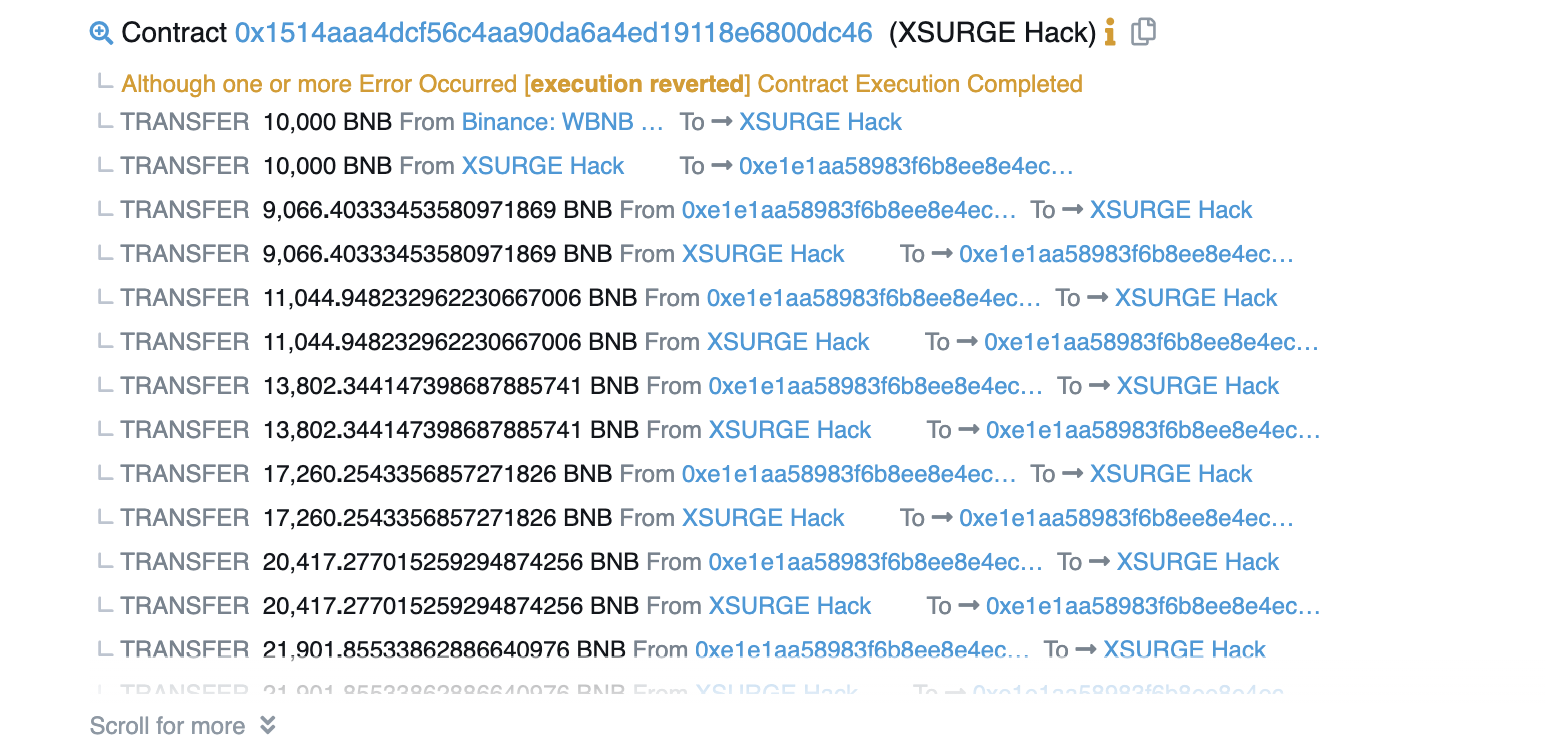 Contract 0x1514aaa4dcf56c4aa90da6a4ed19118e6800dc46 (XSURGE Hack)
Although one or more Error Occurred [execution reverted] Contract Execution Completed
TRANSFER 10,000 BNB From Binance: WBNB ... To → XSURGE Hack
TRANSFER 10,000 BNB From XSURGE Hack To → 0xe1e1aa58983f6b8ee8e4ec...
TRANSFER 9,066.40333453580971869 BNB From 0xe1e1aa58983f6b8ee8e4ec... To → XSURGE Hack
TRANSFER 9,066.40333453580971869 BNB From XSURGE Hack To → 0xe1e1aa58983f6b8ee8e4ec...
TRANSFER 11,044.948232962230667006 BNB From 0xe1e1aa58983f6b8ee8e4ec... To → XSURGE Hack
TRANSFER 11,044.948232962230667006 BNB From XSURGE Hack To → 0xe1e1aa58983f6b8ee8e4ec...
TRANSFER 13,802.344147398687885741 BNB From 0xe1e1aa58983f6b8ee8e4ec... To → XSURGE Hack
TRANSFER 13,802.344147398687885741 BNB From XSURGE Hack To → 0xe1e1aa58983f6b8ee8e4ec...
TRANSFER 17,260.2543356857271826 BNB From 0xe1e1aa58983f6b8ee8e4ec... To → XSURGE Hack
TRANSFER 17,260.2543356857271826 BNB From XSURGE Hack To → 0xe1e1aa58983f6b8ee8e4ec...
TRANSFER 20,417.277015259294874256 BNB From 0xe1e1aa58983f6b8ee8e4ec... To → XSURGE Hack
TRANSFER 20,417.277015259294874256 BNB From XSURGE Hack To → 0xe1e1aa58983f6b8ee8e4ec...
TRANSFER 21,901.855338862886640976 BNB From 0xe1e1aa58983f6b8ee8e4ec... To → XSURGE Hack
TRANSFER 21,901.855338862886640976 BNB From XSURGE Hack To → 0xe1e1aa58983f6b8ee8e4ec
Scroll for more